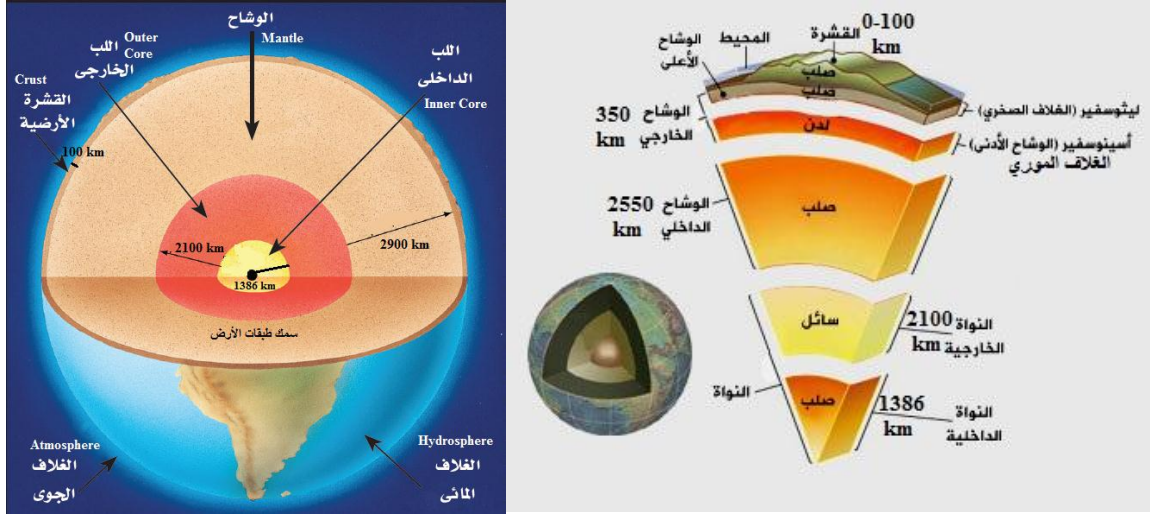 الوشاح
Mantle
اللب
الخارجى
Outer
Core
اللب
الداخلى
Inner Core
Crust
القشرة
الأرضية
100 km
2100 km
2900 km
1386 km
سمك طبقات الأرض
Atmosphere
الغلاف
الجوى
Hydrosphere
الغلاف
المائى
0-100
km
القشرة
المحيط
الوشاح
الأعلى
صلب
صلب
ليثوسفير (الغلاف الصخري)
350
km
الوشاح
الخارجي
لدن
أسينوسفير (الوشاح الأدنى)
الغلاف الموري
2550
km
الوشاح
الداخلي
صلب
سائل
2100
km
النواة
الخارجية
النواة
صلب
1386
km
النواة
الداخلية